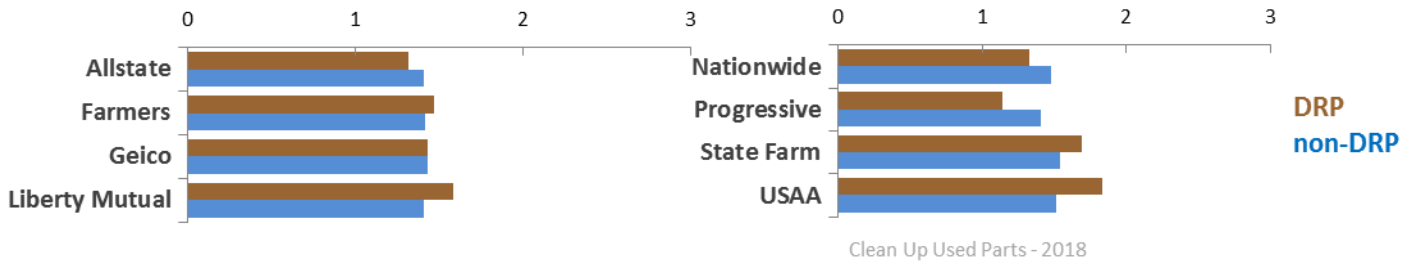 0 1 2 3
Allstate
Farmers
Geico
Liberty Mutual
0 1 2 3
Nationwide
Progressive
State Farm
USAA
DRP
non-DRP
Clean Up Used Parts - 2018